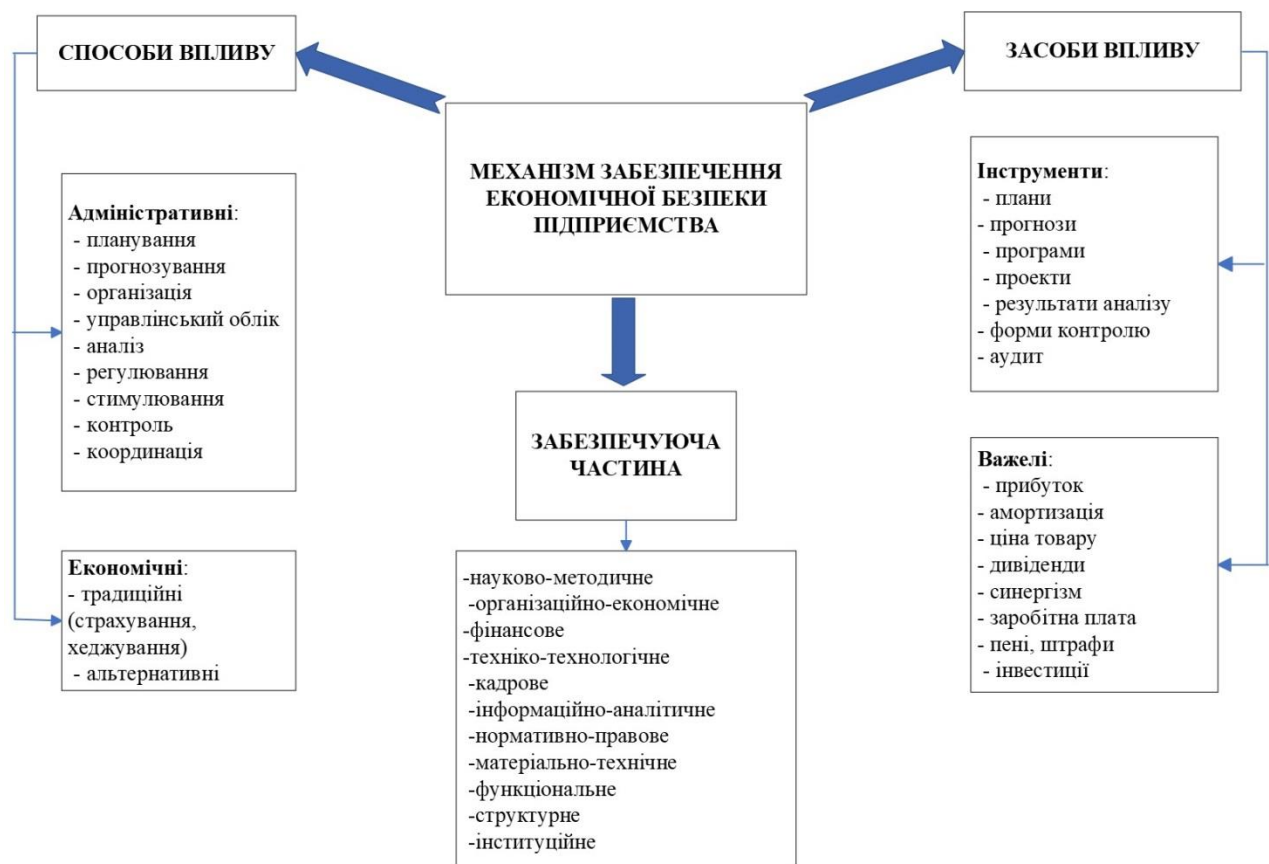 СПОСОБИ ВПЛИВУ
ЗАСОБИ ВПЛИВУ
МЕХАНІЗМ ЗАБЕЗПЕЧЕННЯ
ЕКОНОМІЧНОЇ БЕЗПЕКИ
ПІДПРИЄМСТВА
Адміністративні:
- планування
- прогнозування
- організація
- управлінський облік
- аналіз
- регулювання
- стимулювання
- контроль
- координація
Економічні:
- традиційні
(страхування,
хеджування)
- альтернативні
ЗАБЕЗПЕЧУЮЧА
ЧАСТИНА
-науково-методичне
-організаційно-економічне
-фінансове
-техніко-технологічне
-кадрове
-інформаційно-аналітичне
-нормативно-правове
-матеріально-технічне
-функціональне
-структурне
-інституційне
Інструменти:
- плани
- прогнози
- програми
- проекти
- результати аналізу
- форми контролю
- аудит
Важелі:
- прибуток
- амортизація
- ціна товару
- дивіденди
- синергізм
- заробітна плата
- пені, штрафи
- інвестиції